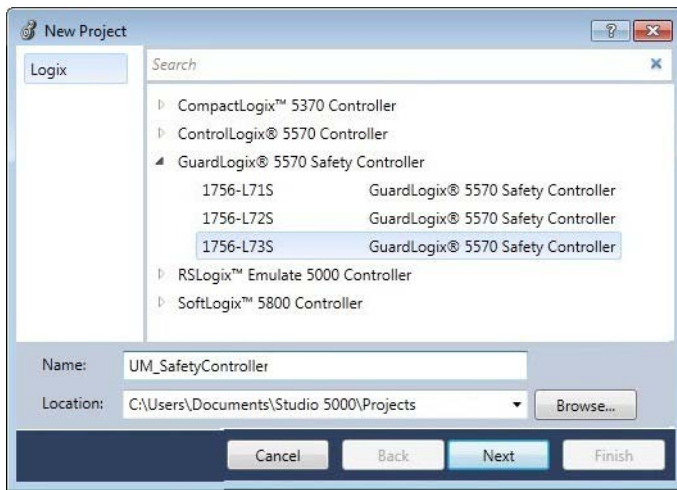 New Project
Logix
Search
CompactLogix™ 5370 Controller
ControlLogix® 5570 Controller
GuardLogix® 5570 Safety Controller
1756-L71S GuardLogix® 5570 Safety Controller
1756-L72S GuardLogix® 5570 Safety Controller
1756-L73S GuardLogix® 5570 Safety Controller
RSLogix™ Emulate 5000 Controller
SoftLogix™ 5800 Controller
Name: UM_SafetyController
Location: C:\Users\Documents\Studio 5000\Projects Browse...
Cancel Back Next Finish